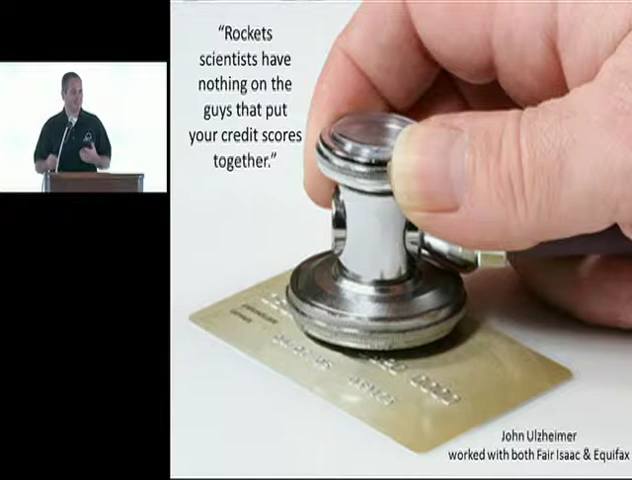 “Rockets
scientists have
nothing on the
guys that put
your credit scores
together.”
John Ulzheimer
worked with both Fair Isaac & Equifax